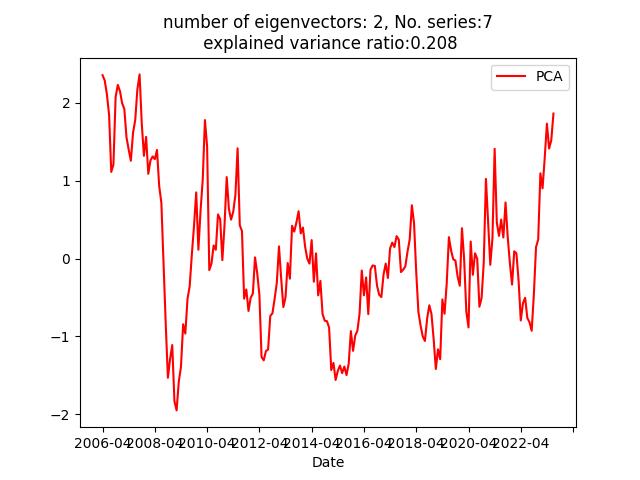 number of eigenvectors: 2, No. series:7
explained variance ratio:0.208
PCA
2
1
0
−1
−2
2006-04 2008-04 2010-04 2012-04 2014-04 2016-04 2018-04 2020-04 2022-04
Date